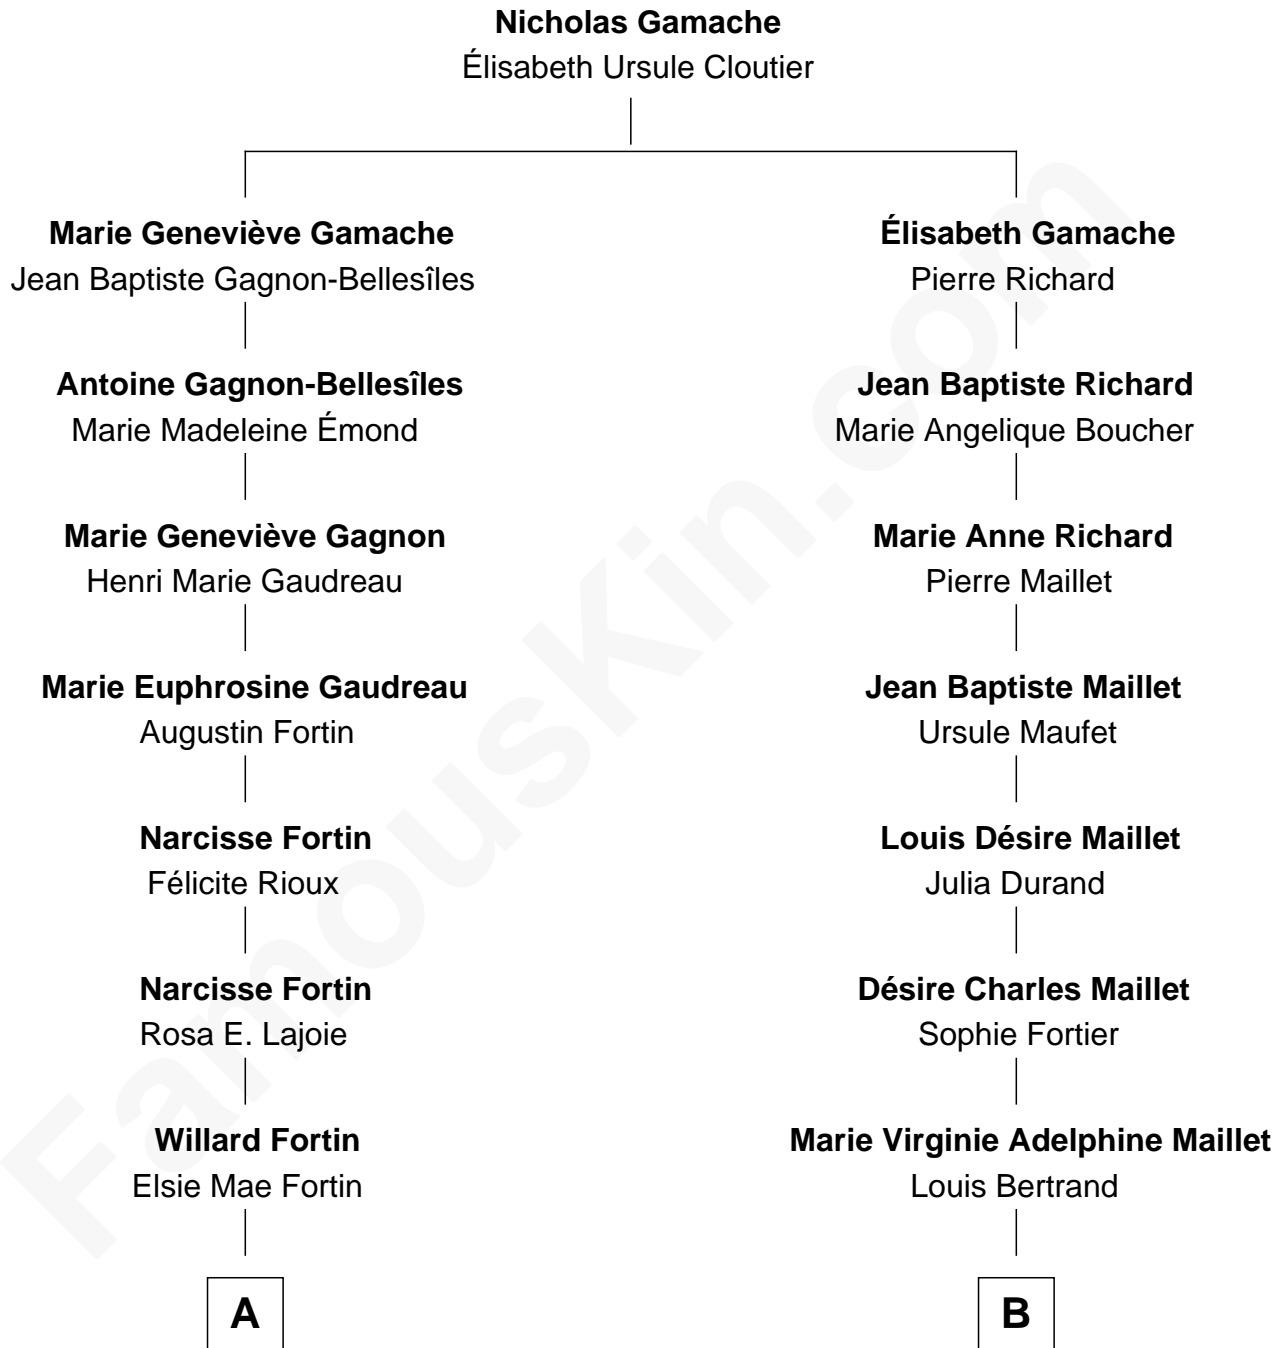 Nicholas Gamache
Élisabeth Ursule Cloutier
Marie Geneviève Gamache
Jean Baptiste Gagnon-Bellesîles
Élisabeth Gamache
Pierre Richard
Antoine Gagnon-Bellesîles
Marie Madeleine Émond
Jean Baptiste Richard
Marie Angelique Boucher
Marie Geneviève Gagnon
Henri Marie Gaudreau
Marie Anne Richard
Pierre Maillet
Marie Euphrosine Gaudreau
Augustin Fortin
Jean Baptiste Maillet
Ursule Maufet
Narcisse Fortin
Félicite Rioux
Louis Désire Maillet
Julia Durand
Narcisse Fortin
Rosa E. Lajoie
Désire Charles Maillet
Sophie Fortier
Willard Fortin
Elsie Mae Fortin
Marie Virginie Adelphine Maillet
Louis Bertrand
A
B
FamousKin.com